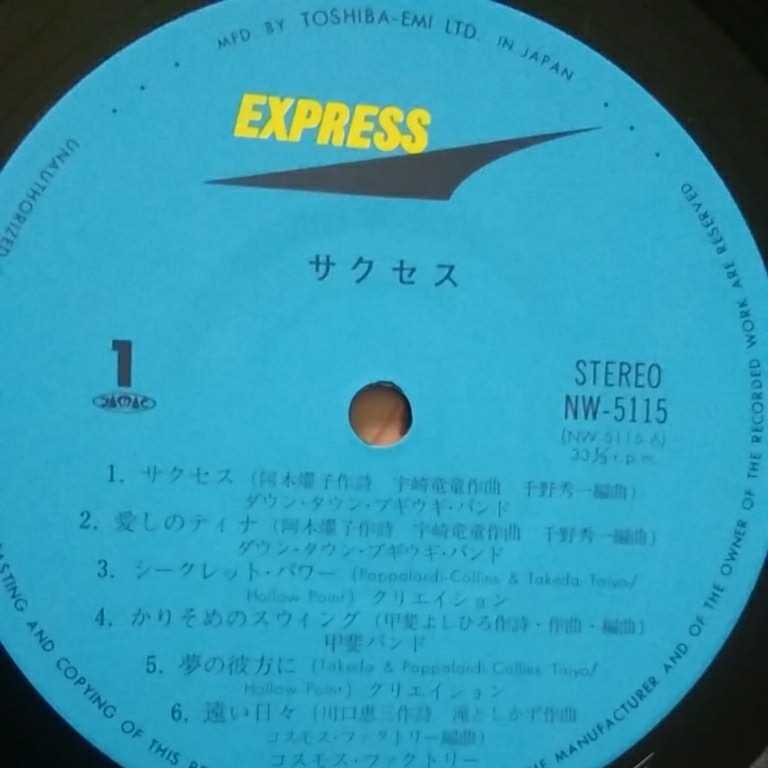 MFD BY TOSHIBA-EMI LTD. IN JAPAN
EXPRESS
サクセス
1
STEREO
NW-5115
(NW-5115-A)
33⅓ r.p.m.
1. サクセス (阿木燿子作詩 宇崎竜童作曲 千野秀一編曲)
ダウン・タウン・ブギウギ・バンド
2. 愛しのティナ (阿木燿子作詩 宇崎竜童作曲 千野秀一編曲)
ダウン・タウン・ブギウギ・バンド
3. シークレット・パワー (Pappalardi-Collins & Takeda-Taiyo/
Hollow Point) クリエイション
4. かりそめのスウィング (甲斐よしひろ作詩・作曲・編曲)
甲斐バンド
5. 夢の彼方に (Takeda & Pappalardi-Collins Taiyo/
Hollow Point) クリエイション
6. 遠い日々 (川口恵三作詩 滝としかず作曲
コスモス・ファクトリー編曲)
コスモス・ファクトリー
THE MANUFACTURER AND OF THE OWNER OF THE RECORDED WORK ARE RESERVED
UNAUTHORIZED
CASTING AND COPYING OF THIS